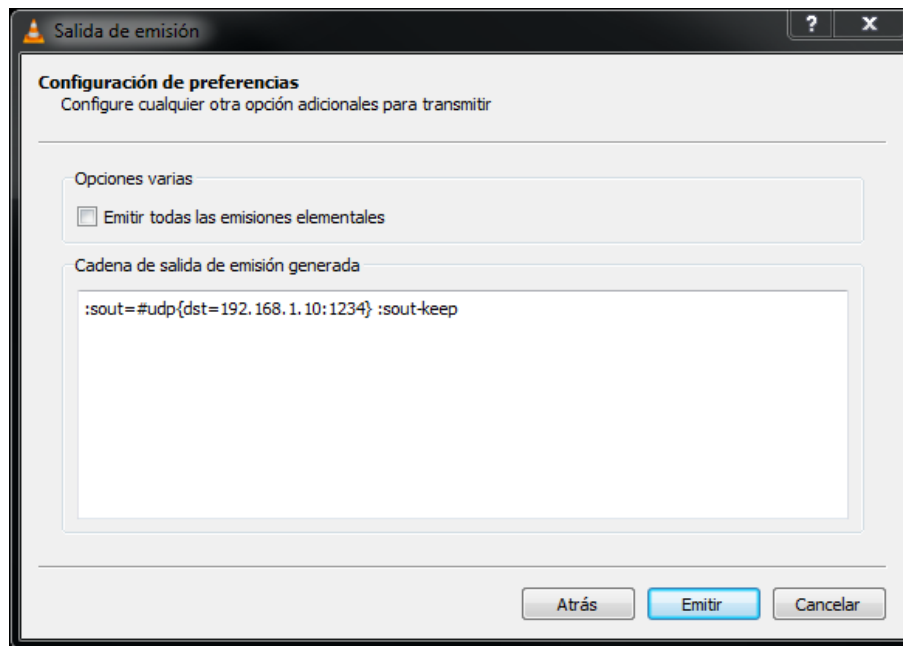 Salida de emisión
? x
Configuración de preferencias
Configure cualquier otra opción adicionales para transmitir
Opciones varias
Emitir todas las emisiones elementales
Cadena de salida de emisión generada
:sout=#udp{dst=192.168.1.10:1234} :sout-keep
Atrás Emitir Cancelar